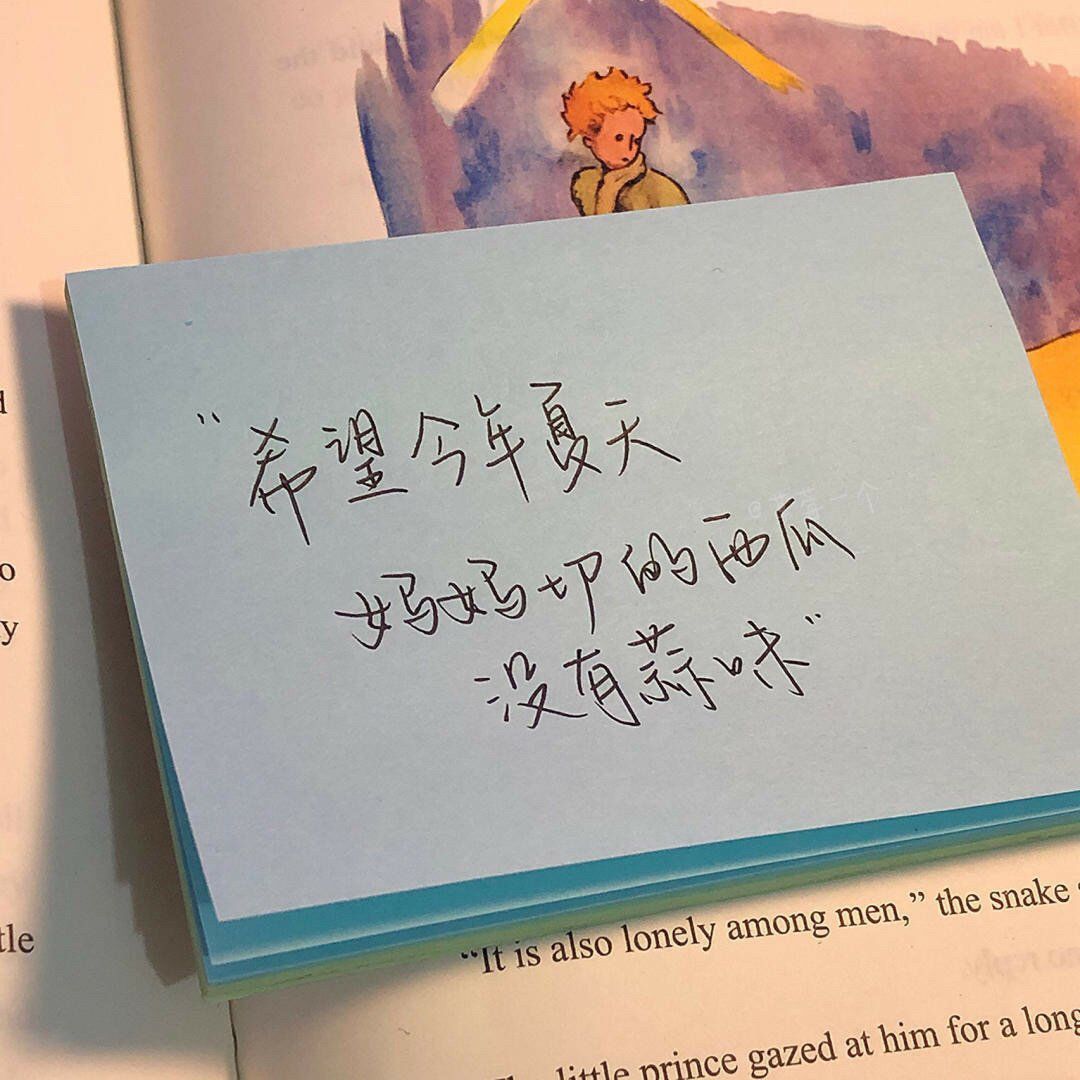 “希望今年夏天
妈妈切的西瓜
没有蒜味”
“It is also lonely among men,” the snake
little prince gazed at him for a long